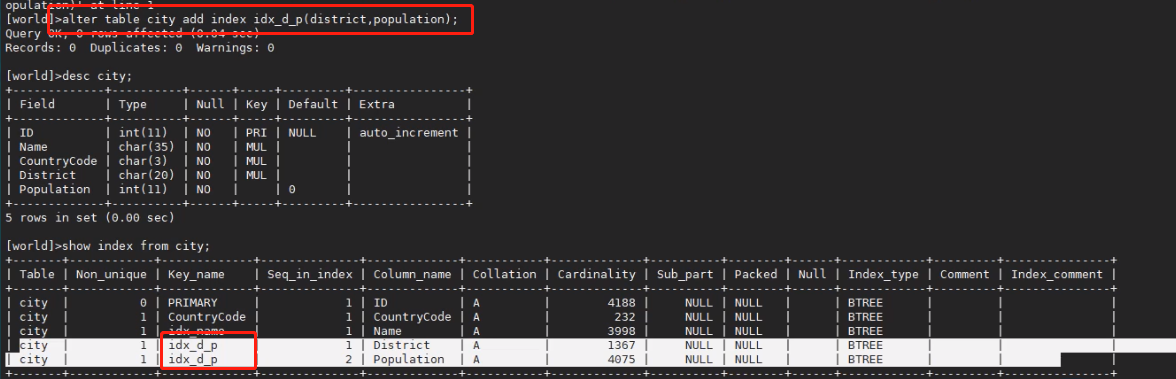 opulation)' at line 1
[world]>alter table city add index idx_d_p(district,population);
Query OK, 0 rows affected (0.04 sec)
Records: 0  Duplicates: 0  Warnings: 0
[world]>desc city;
+-------------+----------+------+-----+---------+----------------+
| Field       | Type     | Null | Key | Default | Extra          |
+-------------+----------+------+-----+---------+----------------+
| ID          | int(11)  | NO   | PRI | NULL    | auto_increment |
| Name        | char(35) | NO   | MUL |         |                |
| CountryCode | char(3)  | NO   | MUL |         |                |
| District    | char(20) | NO   | MUL |         |                |
| Population  | int(11)  | NO   |     | 0       |                |
+-------------+----------+------+-----+---------+----------------+
5 rows in set (0.00 sec)
[world]>show index from city;
+-------+------------+-------------+--------------+-------------+-----------+-------------+----------+--------+------+------------+---------+---------------+
| Table | Non_unique | Key_name    | Seq_in_index | Column_name | Collation | Cardinality | Sub_part | Packed | Null | Index_type | Comment | Index_comment |
+-------+------------+-------------+--------------+-------------+-----------+-------------+----------+--------+------+------------+---------+---------------+
| city  |          0 | PRIMARY     |            1 | ID          | A         |        4188 |     NULL | NULL   |      | BTREE      |         |               |
| city  |          1 | CountryCode |            1 | CountryCode | A         |         232 |     NULL | NULL   |      | BTREE      |         |               |
| city  |          1 | idx_name    |            1 | Name        | A         |        3998 |     NULL | NULL   |      | BTREE      |         |               |
| city  |          1 | idx_d_p     |            1 | District    | A         |        1367 |     NULL | NULL   |      | BTREE      |         |               |
| city  |          1 | idx_d_p     |            2 | Population  | A         |        4075 |     NULL | NULL   |      | BTREE      |         |               |
+-------+------------+-------------+--------------+-------------+-----------+-------------+----------+--------+------+------------+---------+---------------+